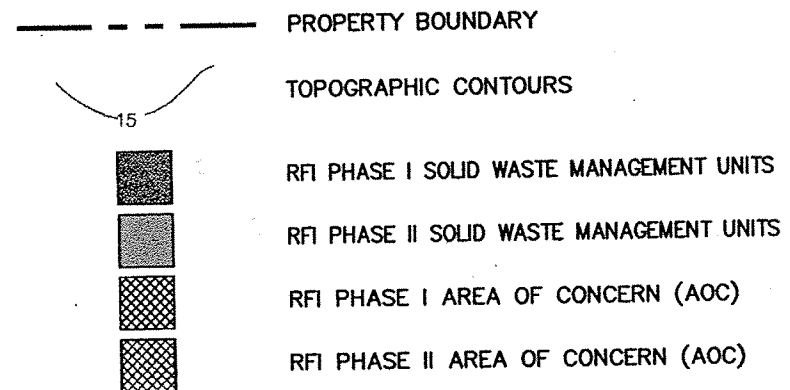 PROPERTY BOUNDARY
TOPOGRAPHIC CONTOURS
15
RFI PHASE I SOLID WASTE MANAGEMENT UNITS
RFI PHASE II SOLID WASTE MANAGEMENT UNITS
RFI PHASE I AREA OF CONCERN (AOC)
RFI PHASE II AREA OF CONCERN (AOC)